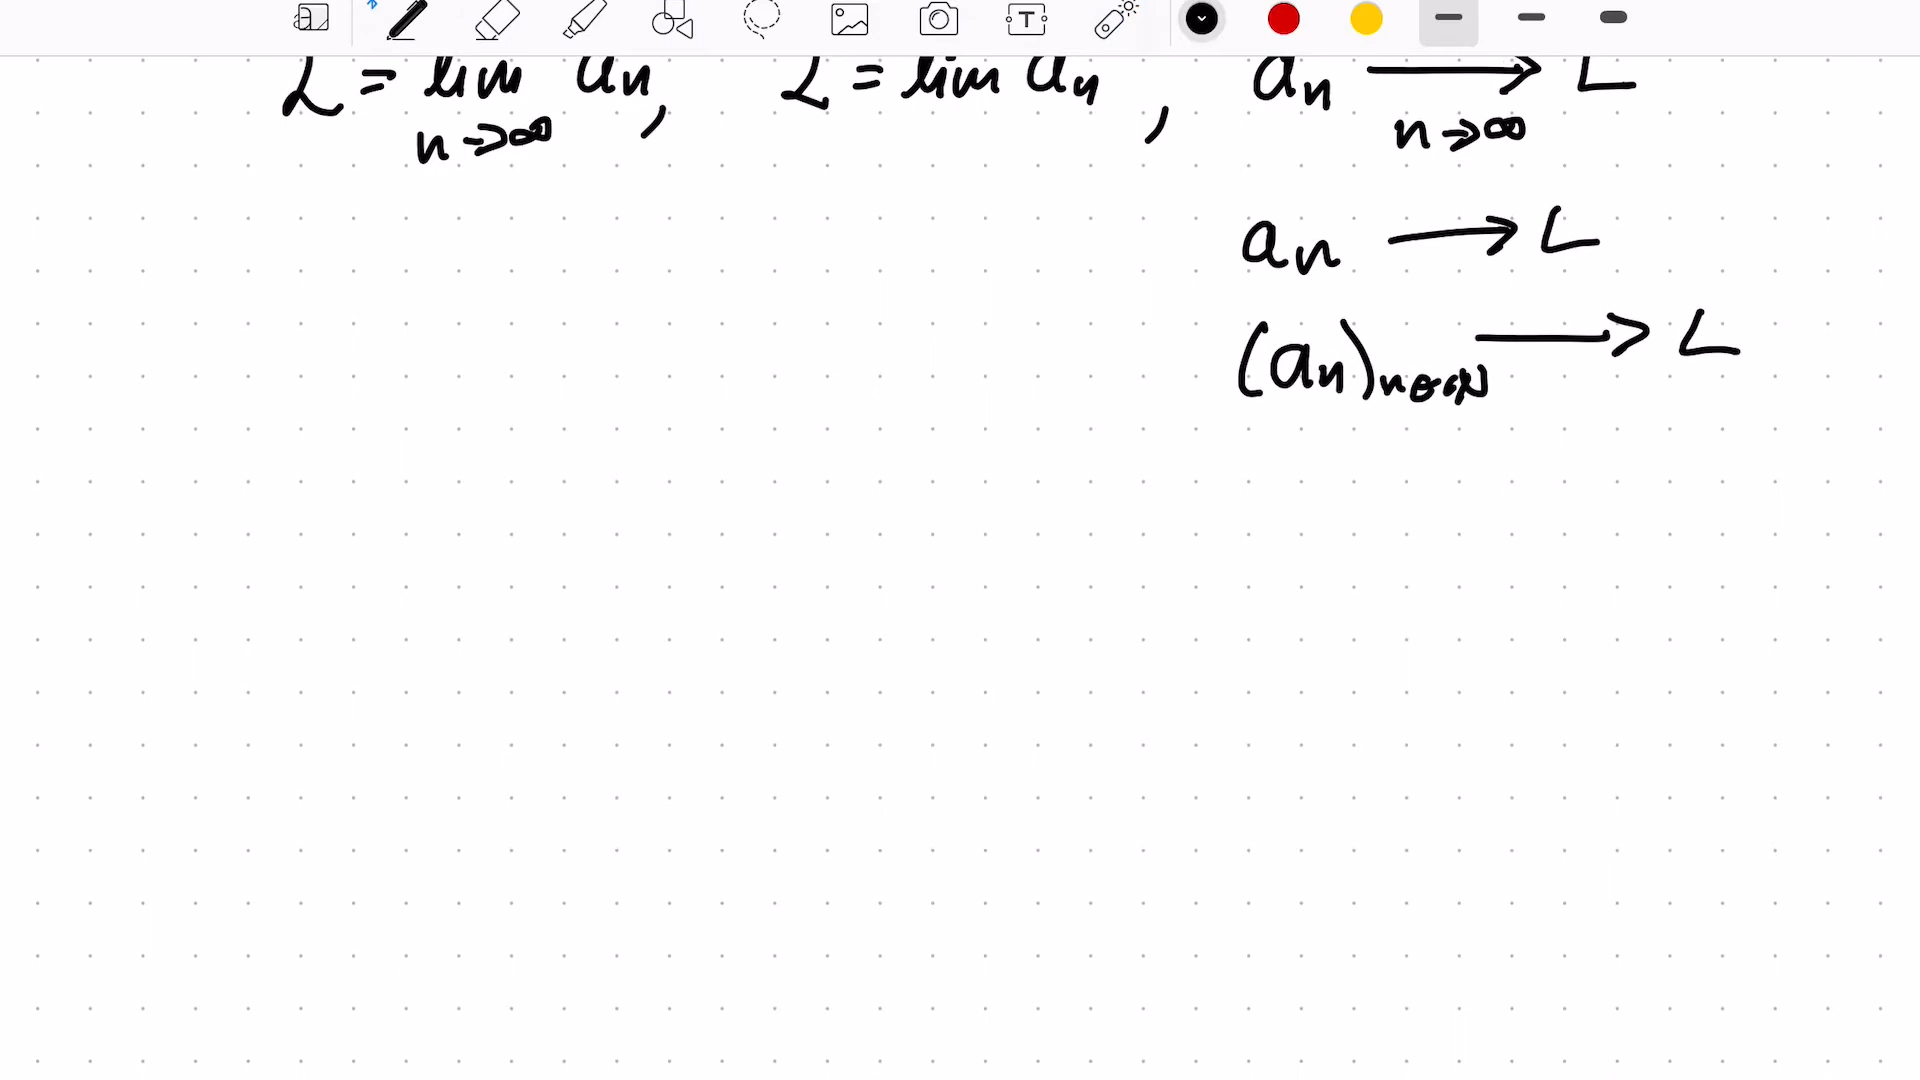 L = lim aₙ, L = lim aₙ, aₙ ⟶ L
n→∞ n→∞
aₙ ⟶ L
(aₙ)ₙ∈ℕ ⟶ L